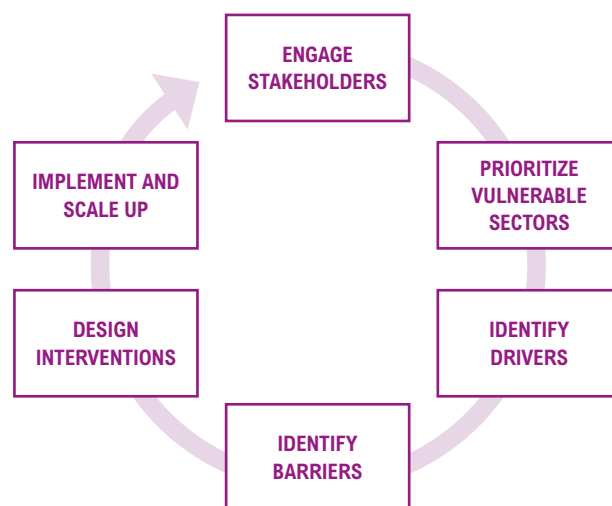 ENGAGE
STAKEHOLDERS
PRIORITIZE
VULNERABLE
SECTORS
IDENTIFY
DRIVERS
IDENTIFY
BARRIERS
DESIGN
INTERVENTIONS
IMPLEMENT AND
SCALE UP